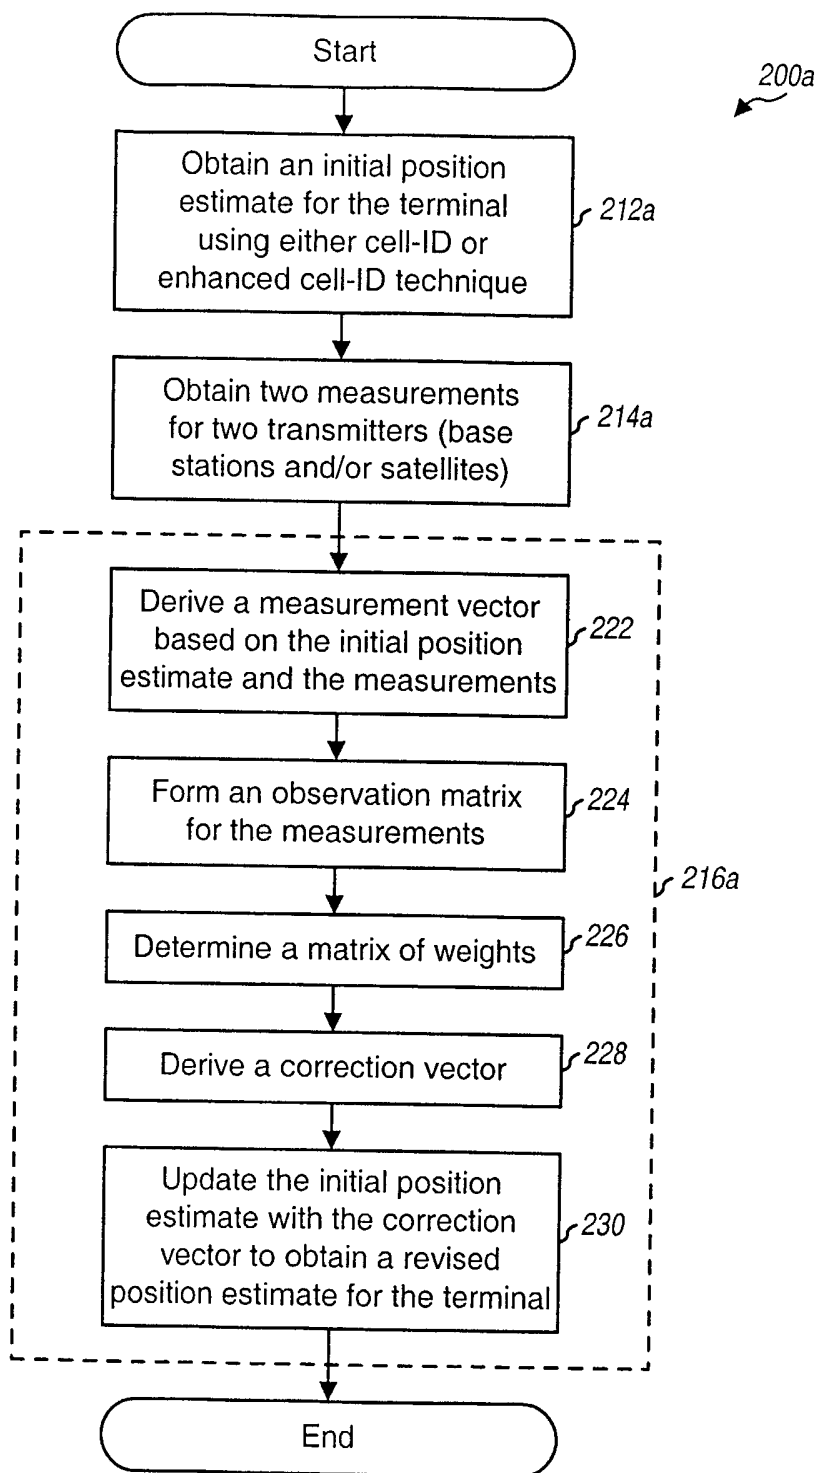 Start
200a
Obtain an initial position
estimate for the terminal
using either cell-ID or
enhanced cell-ID technique
212a
Obtain two measurements
for two transmitters (base
stations and/or satellites)
214a
Derive a measurement vector
based on the initial position
estimate and the measurements
222
Form an observation matrix
for the measurements
224
216a
Determine a matrix of weights
226
Derive a correction vector
228
Update the initial position
estimate with the correction
vector to obtain a revised
position estimate for the terminal
230
End